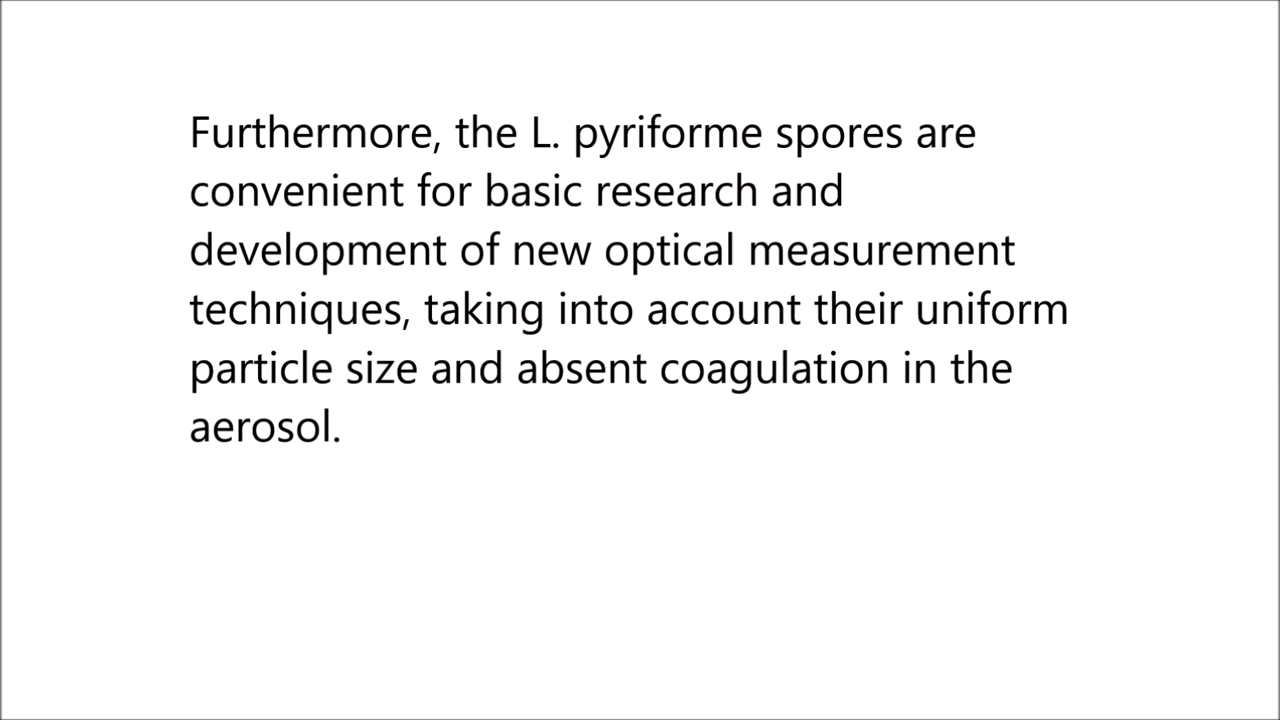 Furthermore, the L. pyriforme spores are
convenient for basic research and
development of new optical measurement
techniques, taking into account their uniform
particle size and absent coagulation in the
aerosol.